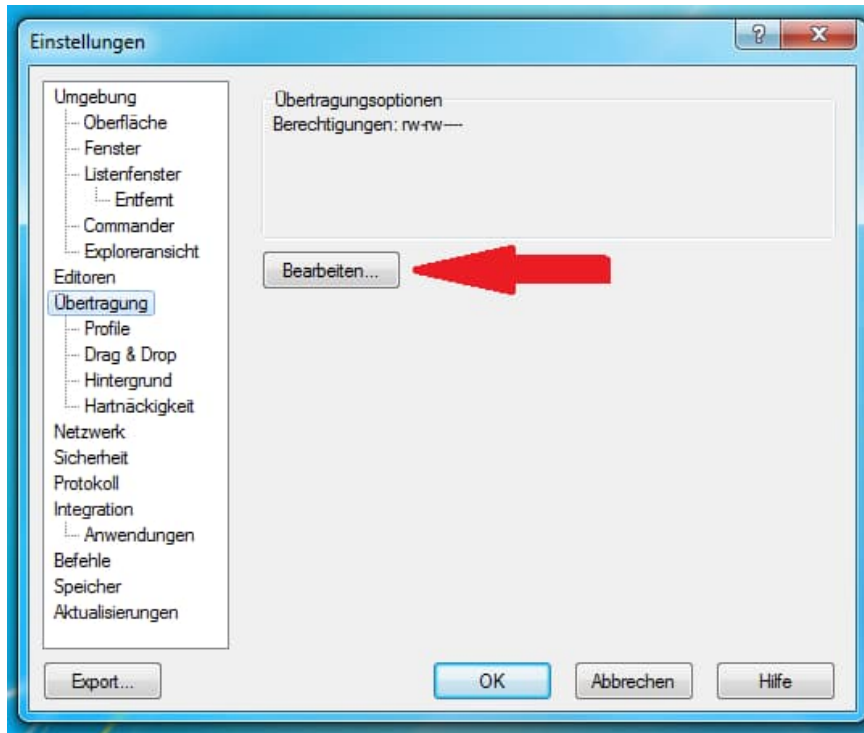 Einstellungen
Umgebung
Oberfläche
Fenster
Listenfenster
Entfernt
Commander
Exploreransicht
Editoren
Übertragung
Profile
Drag & Drop
Hintergrund
Hartnäckigkeit
Netzwerk
Sicherheit
Protokoll
Integration
Anwendungen
Befehle
Speicher
Aktualisierungen
Übertragungsoptionen
Berechtigungen: rw-rw----
Bearbeiten...
Export...
OK
Abbrechen
Hilfe